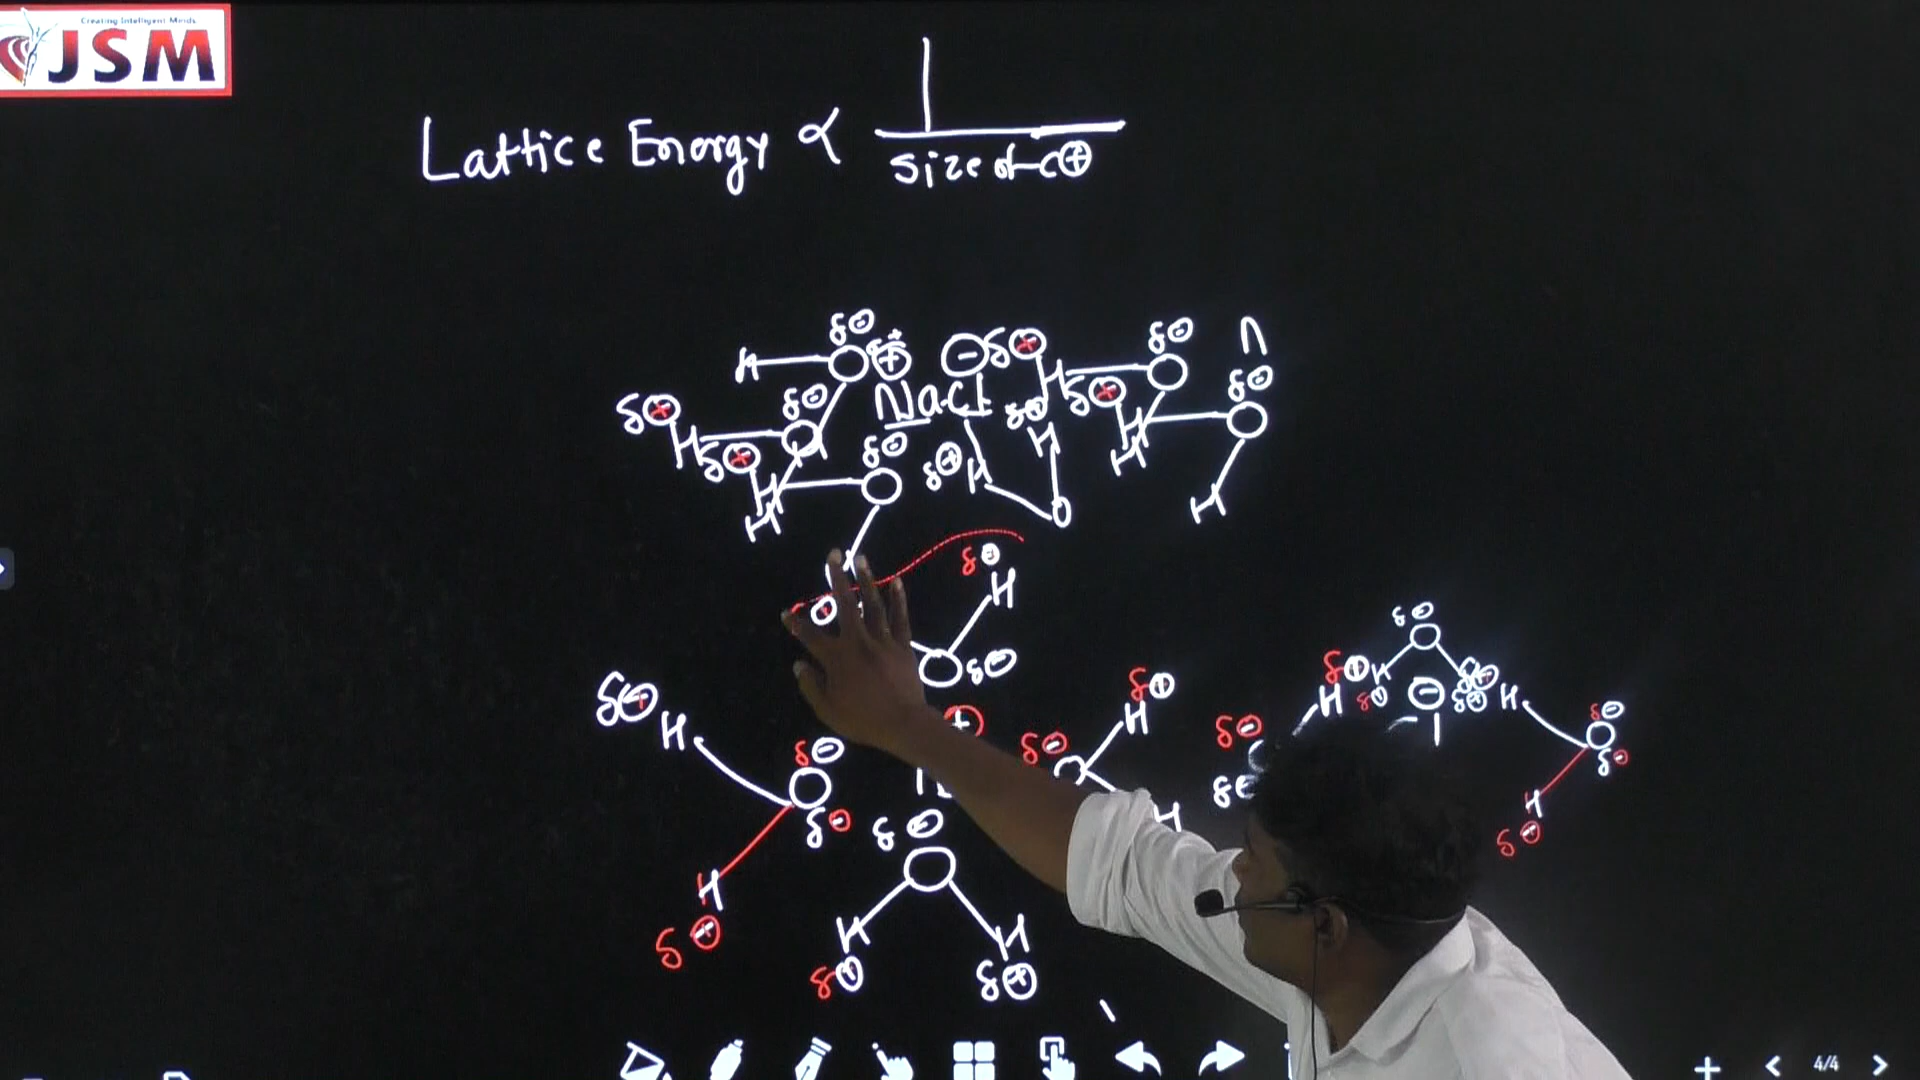 Creating Intelligent Minds
JSM
Lattice Energy ∝ 1
size of C⊕
δ⊖ δ⊖
H O ⊕ ⊖ δ⊕ H O δ⊖
δ⊕ δ⊖ NaCl δ⊕ δ⊕ O
H O δ⊖ H
δ⊕ H O δ⊕ H H H
H O H
δ⊕
H
O δ⊖
δ⊖
δ⊕ H δ⊕ H O δ⊕ H
δ⊕ H ⊕ δ⊖ H δ⊖ δ⊕ ⊖ δ⊕ δ⊖
δ⊖ O O O
δ⊖ δ⊖ H δ⊖
δ⊖ H
H O δ⊕
δ⊕ H H
δ⊕ δ⊕
4/4